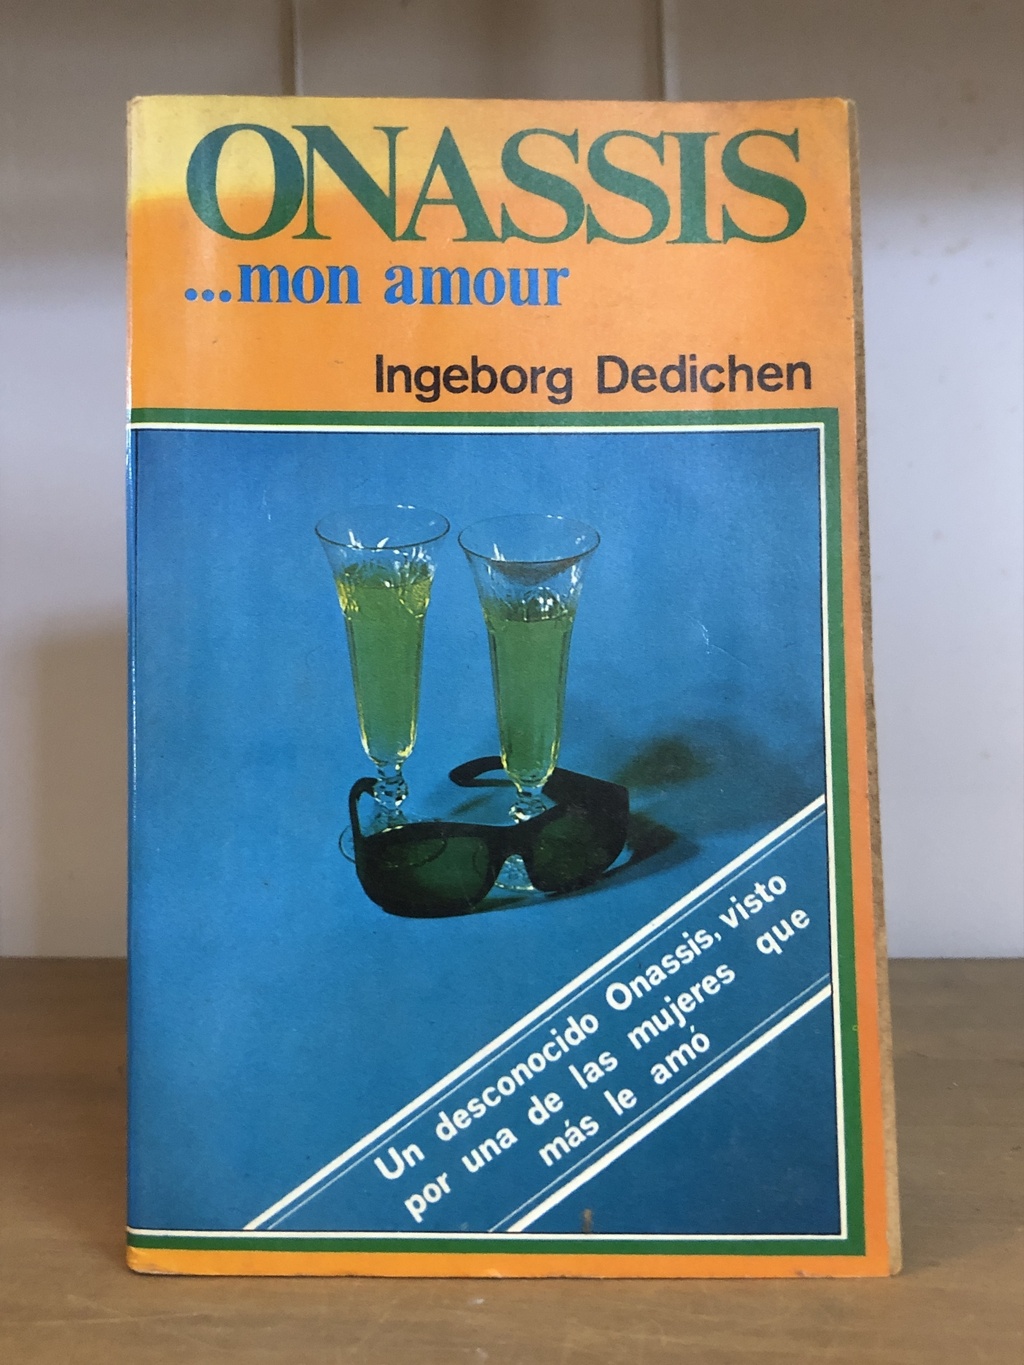 ONASSIS
...mon amour
Ingeborg Dedichen
Un desconocido Onassis, visto
por una de las mujeres que
más le amó